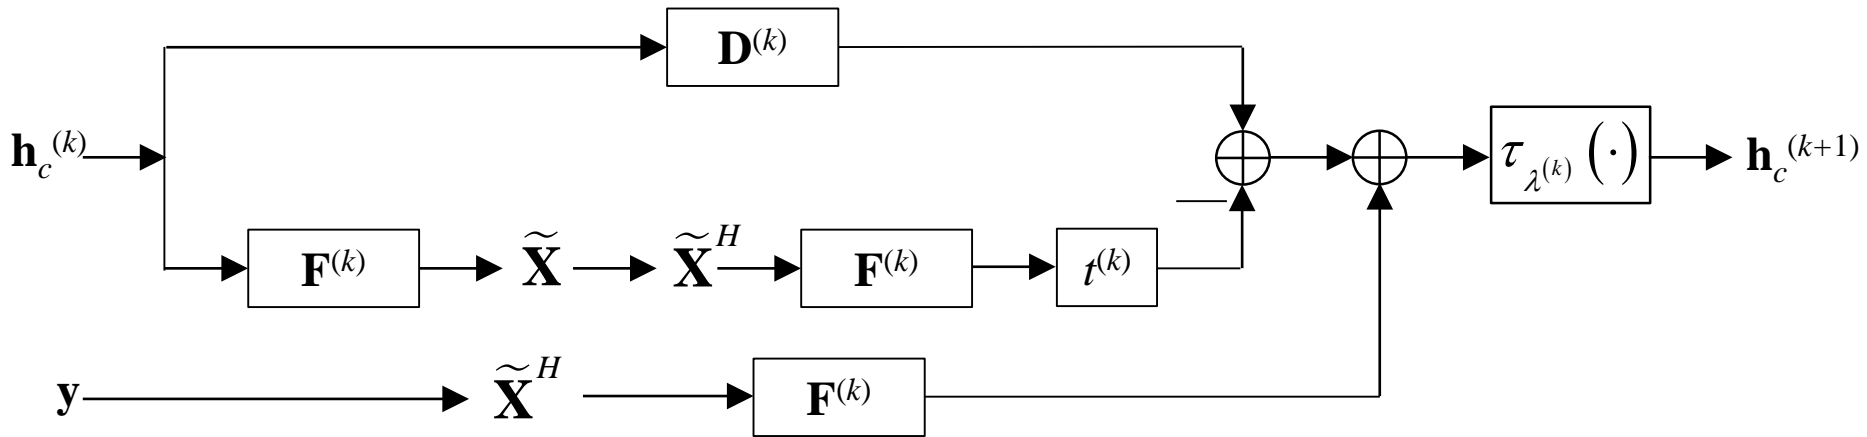 𝐃⁽ᵏ⁾
𝐡_c⁽ᵏ⁾
τ_λ⁽ᵏ⁾ (·)
𝐡_c⁽ᵏ⁺¹⁾
—
𝐅⁽ᵏ⁾ 𝐗̃ 𝐗̃ᴴ 𝐅⁽ᵏ⁾ t⁽ᵏ⁾
𝐲 𝐗̃ᴴ 𝐅⁽ᵏ⁾